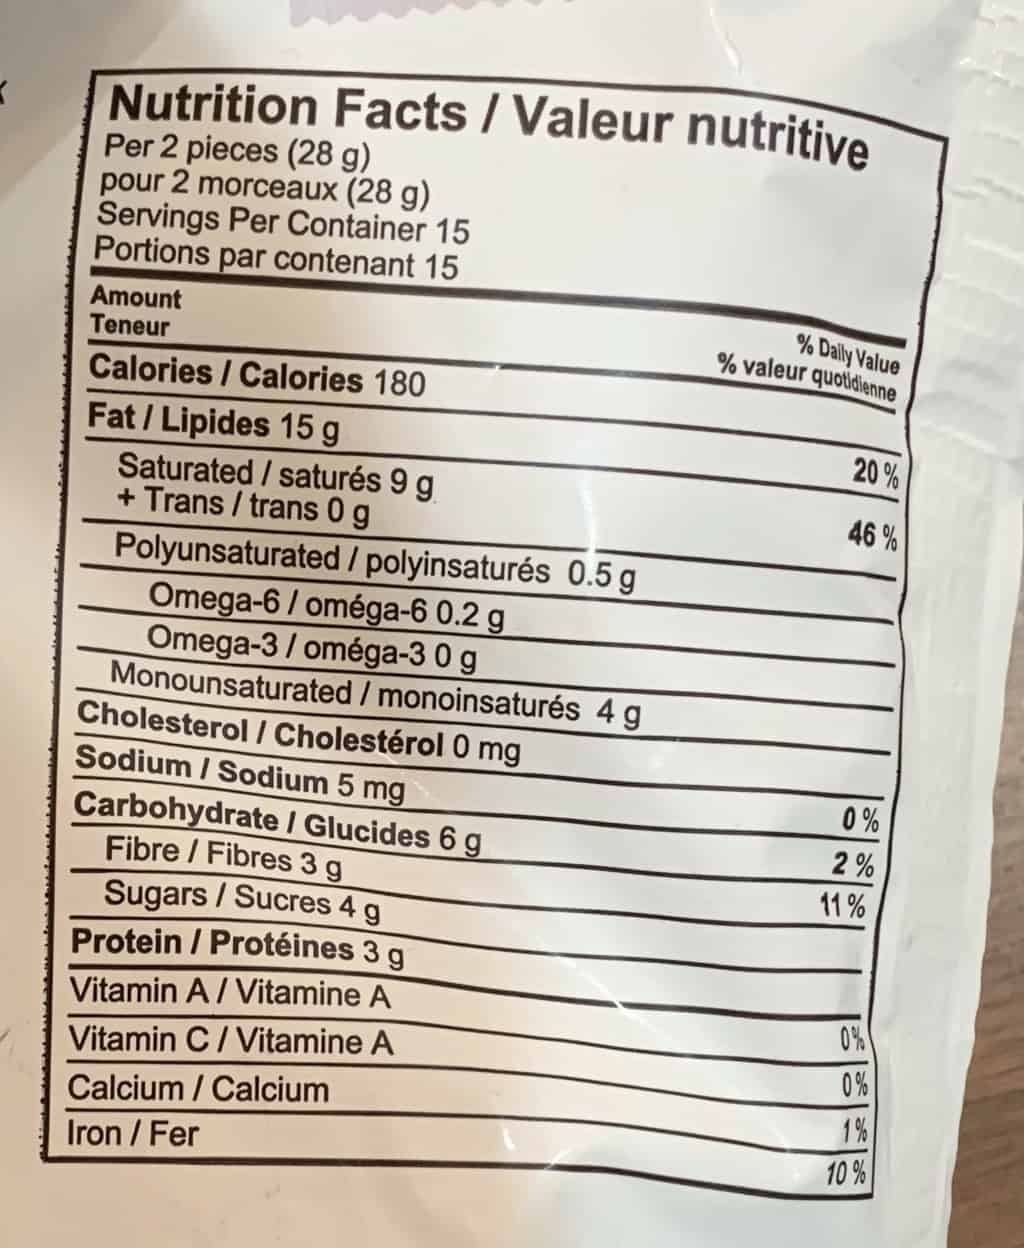 Nutrition Facts / Valeur nutritive
Per 2 pieces (28 g)
pour 2 morceaux (28 g)
Servings Per Container 15
Portions par contenant 15
Amount
Teneur
% Daily Value
% valeur quotidienne
Calories / Calories 180
Fat / Lipides 15 g 20 %
Saturated / saturés 9 g
+ Trans / trans 0 g 46 %
Polyunsaturated / polyinsaturés 0.5 g
Omega-6 / oméga-6 0.2 g
Omega-3 / oméga-3 0 g
Monounsaturated / monoinsaturés 4 g
Cholesterol / Cholestérol 0 mg
Sodium / Sodium 5 mg 0 %
Carbohydrate / Glucides 6 g 2 %
Fibre / Fibres 3 g 11 %
Sugars / Sucres 4 g
Protein / Protéines 3 g
Vitamin A / Vitamine A 0%
Vitamin C / Vitamine A 0%
Calcium / Calcium 1%
Iron / Fer 10 %